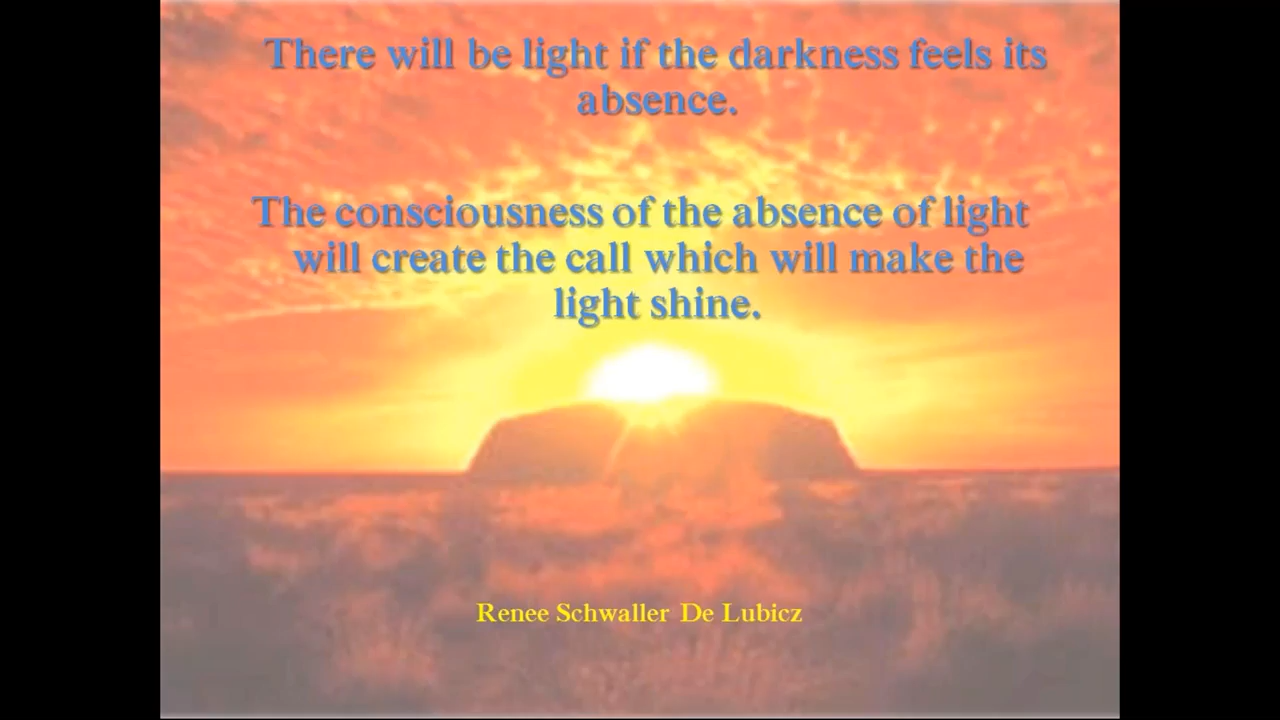 There will be light if the darkness feels its
absence.
The consciousness of the absence of light
will create the call which will make the
light shine.
Renee Schwaller De Lubicz